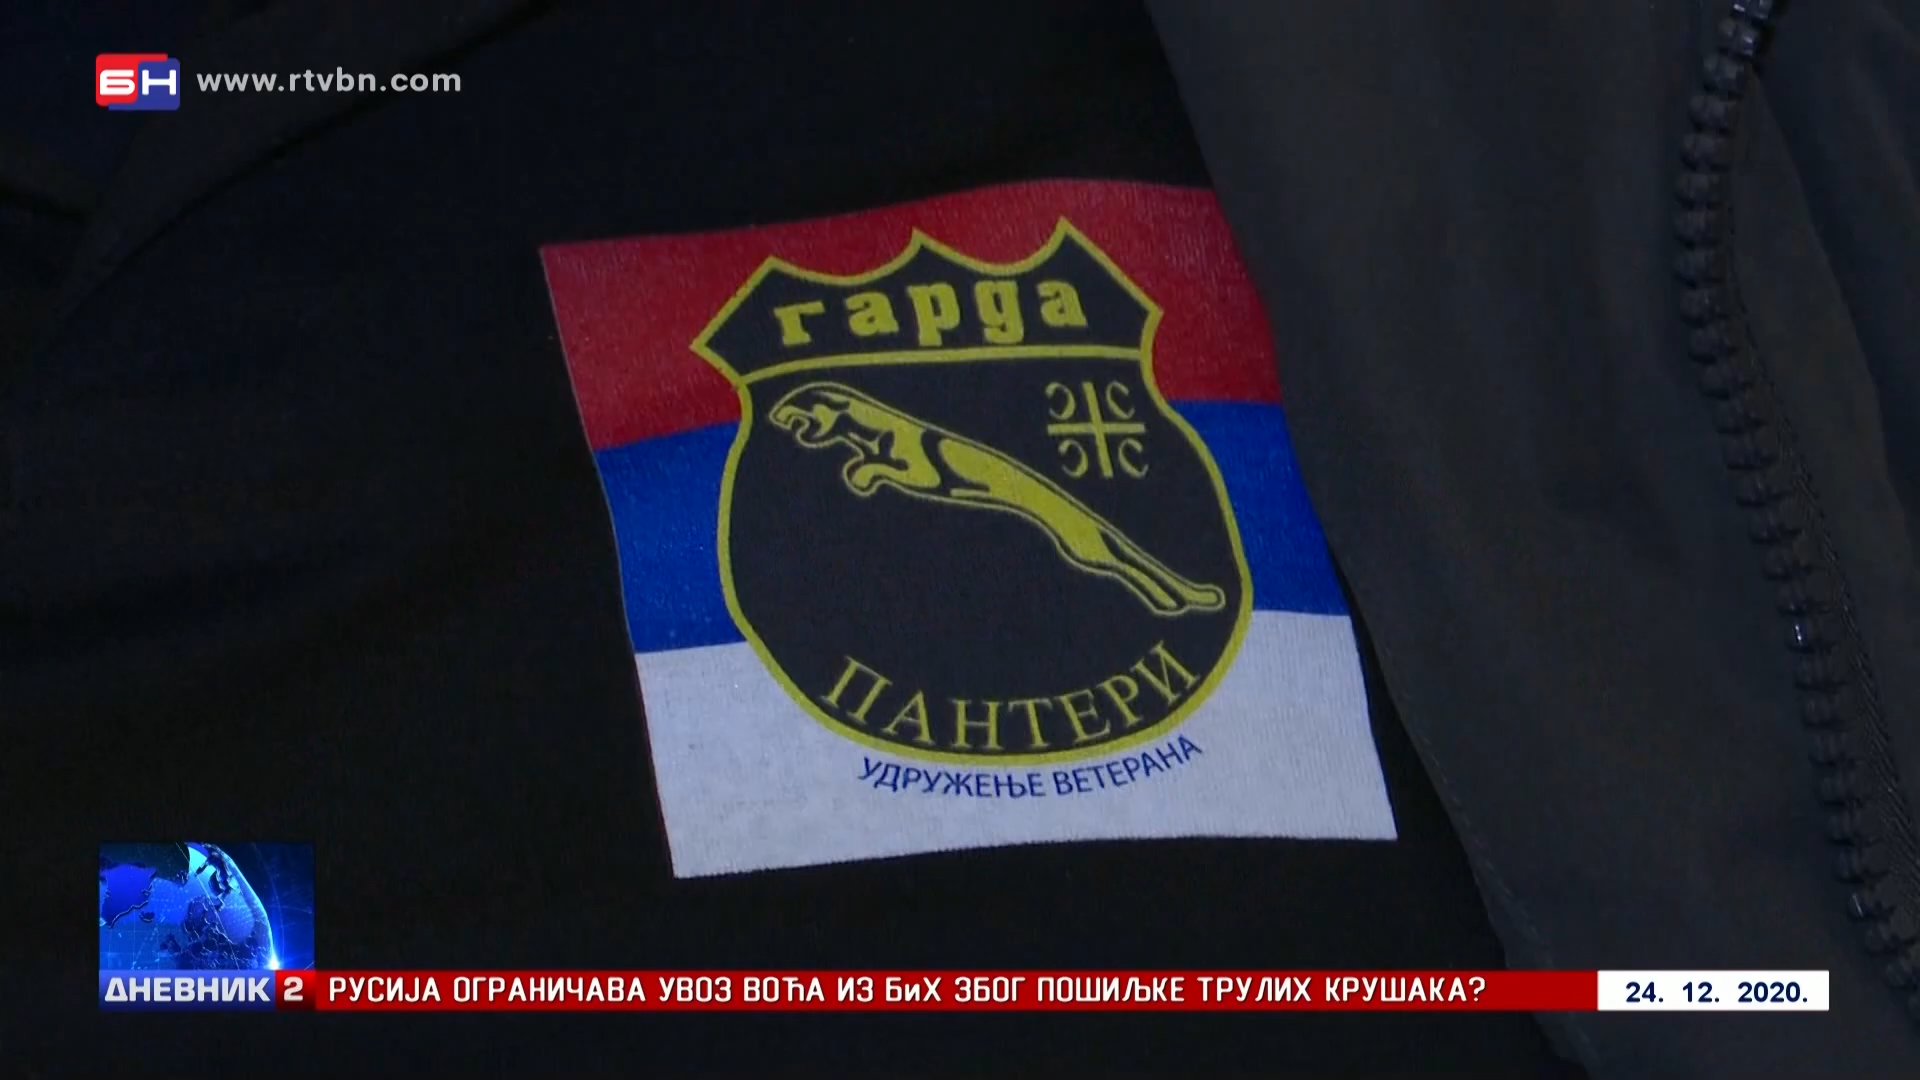 БН www.rtvbn.com
гарда
ПАНТЕРИ
УДРУЖЕЊЕ ВЕТЕРАНА
ДНЕВНИК 2 РУСИЈА ОГРАНИЧАВА УВОЗ ВОЋА ИЗ БиХ ЗБОГ ПОШИЉКЕ ТРУЛИХ КРУШАКА? 24. 12. 2020.